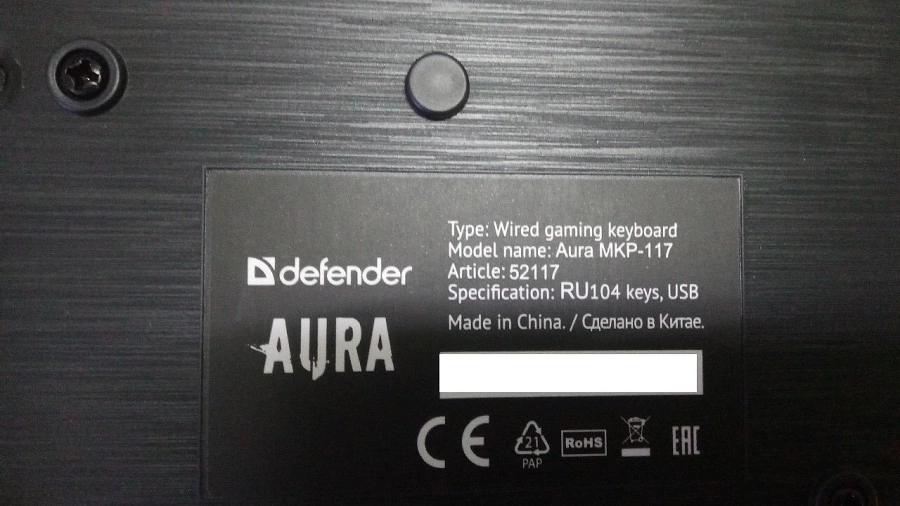 defender
AURA
Type: Wired gaming keyboard
Model name: Aura MKP-117
Article: 52117
Specification: RU104 keys, USB
Made in China. / Сделано в Китае.
CE
21
PAP
RoHS
EAC